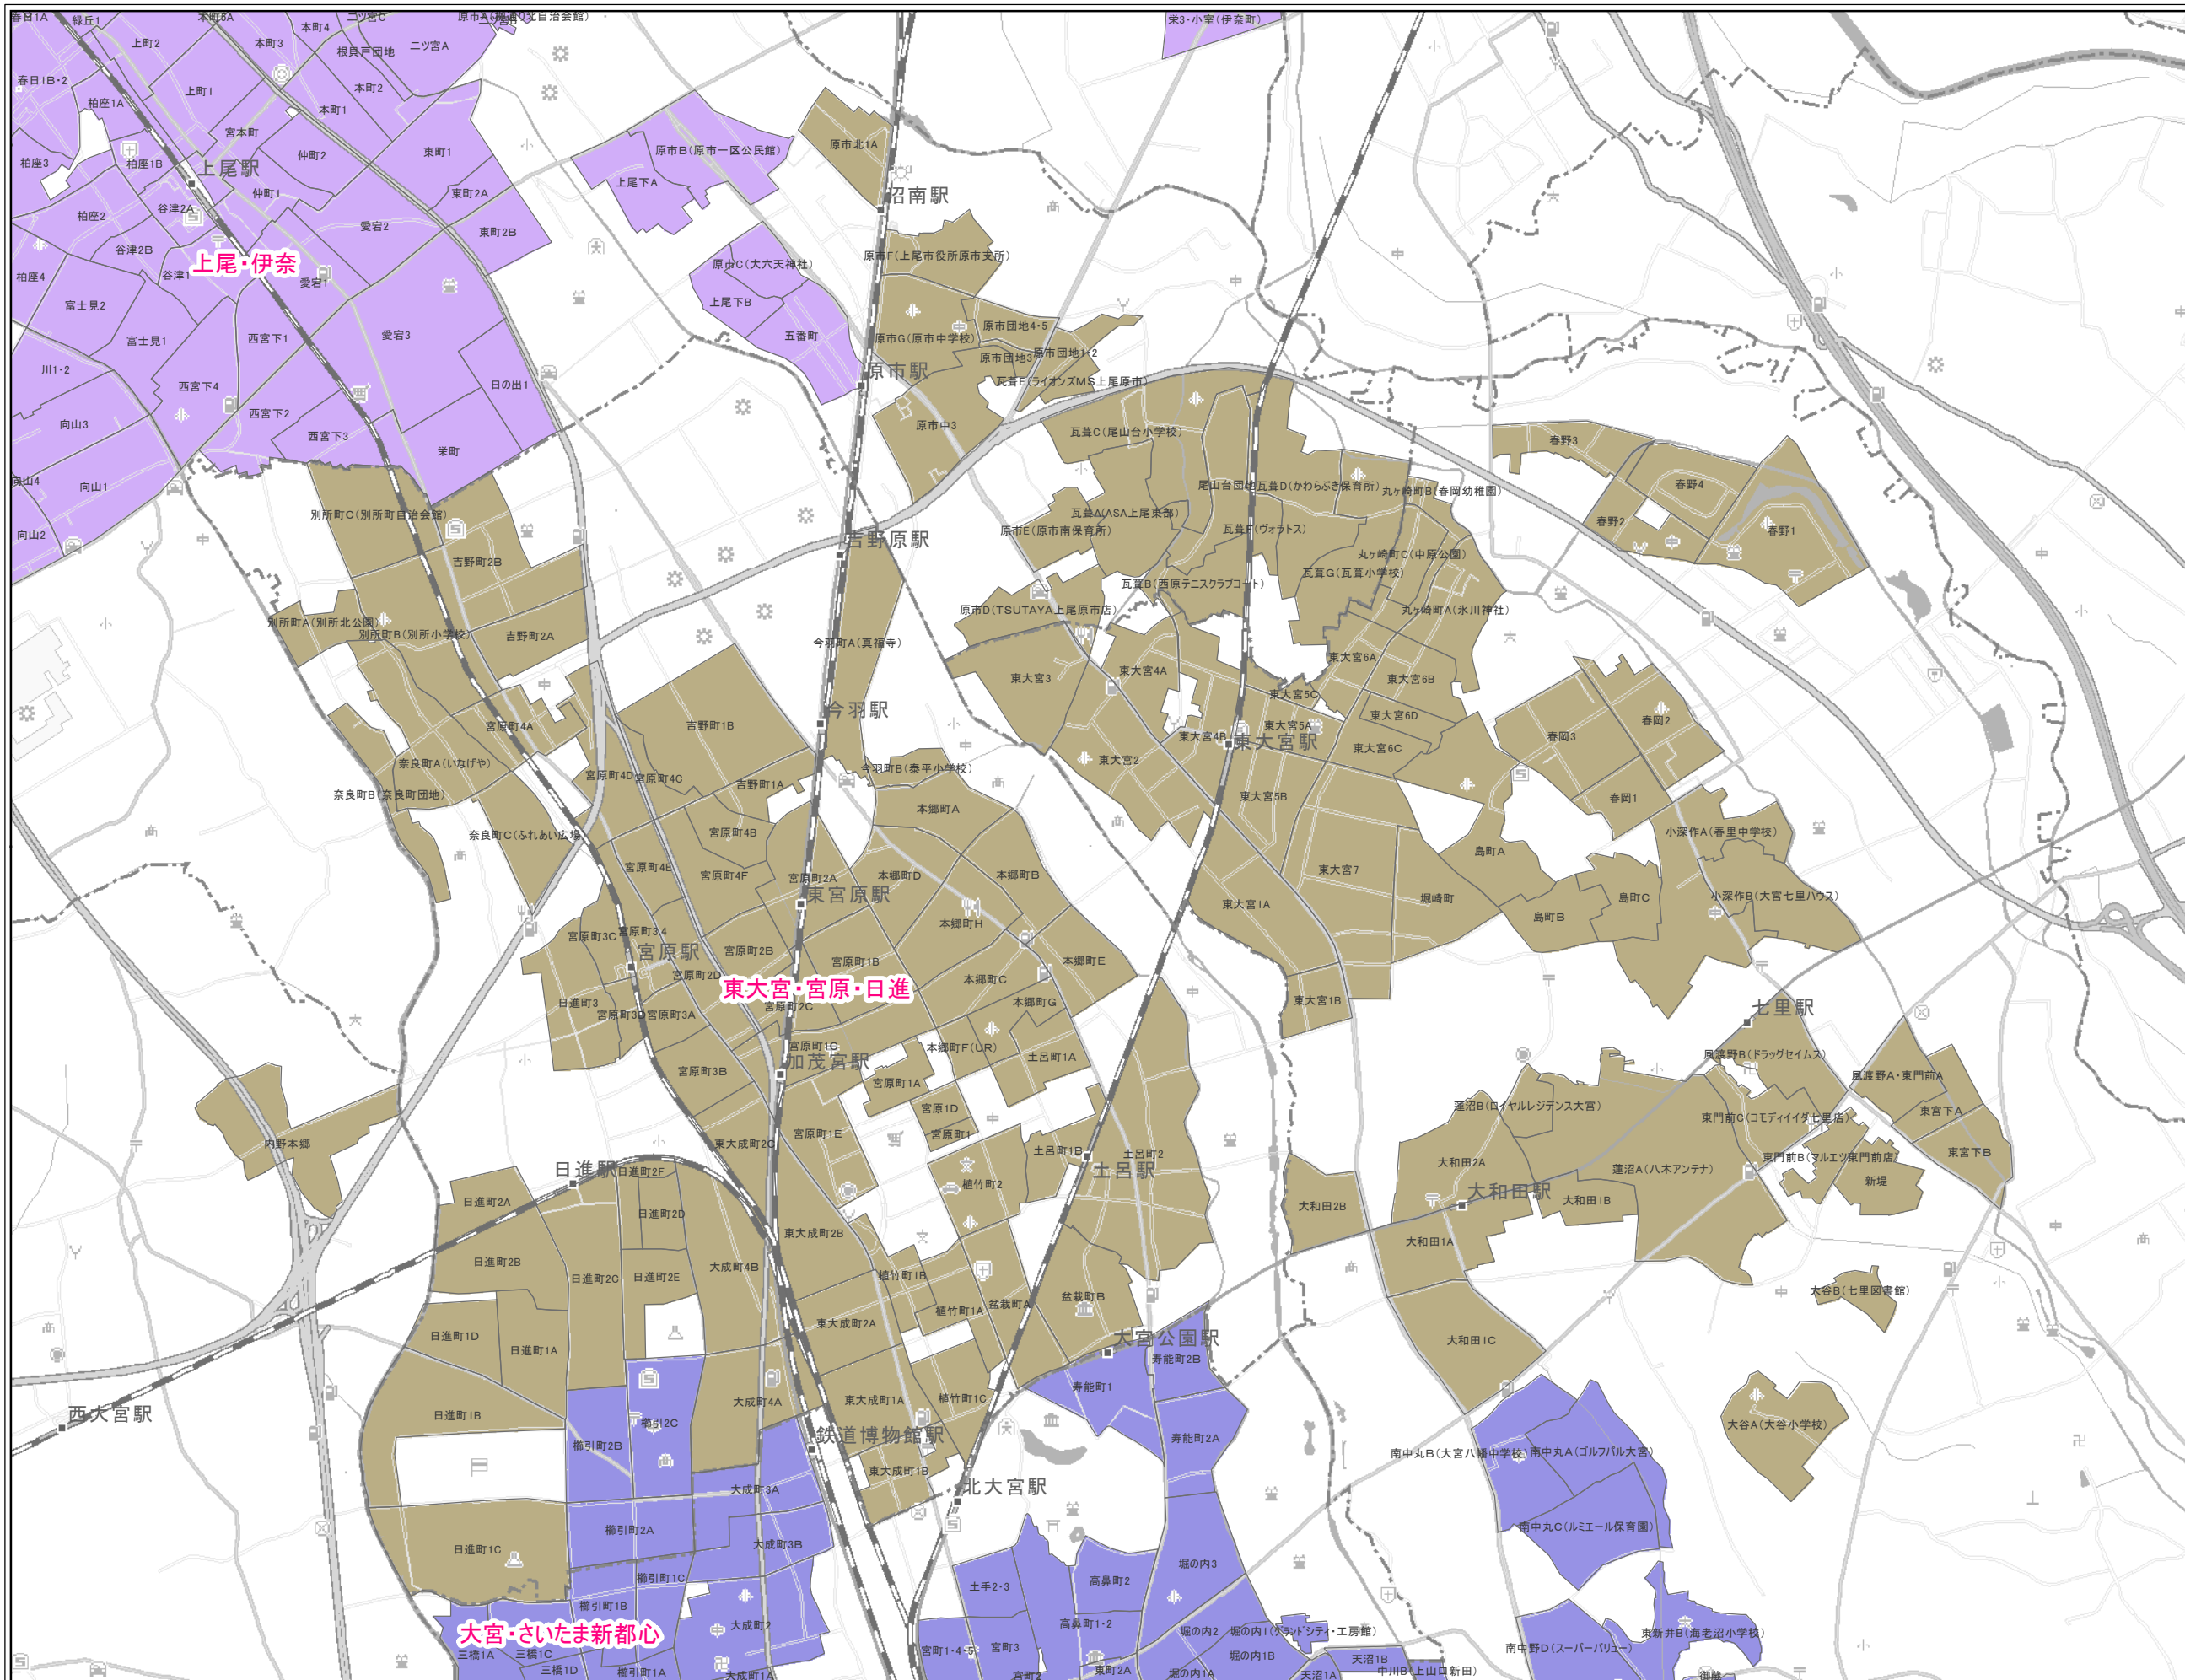 春日1A
緑丘1
本町5A
二ツ宮C
栄3・小室(伊奈町)
上町2
本町3
本町4
根貝戸団地
二ツ宮A
春日1B・2
柏座1A
上町1
本町2
本町1
宮本町
仲町2
東町1
柏座3
柏座1B
上尾駅
仲町1
東町2A
上尾下A
原市B(原市一区公民館)
原市北1A
沼南駅
柏座2
谷津2A
谷津2B
愛宕2
東町2B
上尾・伊奈
柏座4
谷津1
愛宕1
原市C(大六天神社)
原市F(上尾市役所原市支所)
富士見2
上尾下B
富士見1
西宮下1
愛宕3
五番町
原市G(原市中学校)
原市団地4・5
原市団地3
原市団地1・2
川1・2
西宮下4
日の出1
原市駅
瓦葺E(ライオンズMS上尾原市)
向山3
西宮下2
西宮下3
栄町
原市中3
瓦葺C(尾山台小学校)
春野3
向山4
向山1
尾山台団地
瓦葺D(かわらぶき保育所)
丸ヶ崎町B(春岡幼稚園)
春野4
別所町C(別所町自治会館)
瓦葺A(ASA上尾東部)
原市E(原市南保育所)
瓦葺F(ヴォラトス)
春野2
春野1
向山2
吉野原駅
吉野町2B
丸ヶ崎町C(中原公園)
瓦葺G(瓦葺小学校)
瓦葺B(西原テニスクラブコート)
原市D(TSUTAYA上尾原市店)
丸ヶ崎町A(氷川神社)
別所町A(別所北公園)
別所町B(別所小学校)
吉野町2A
今羽町A(真福寺)
東大宮3
東大宮4A
東大宮6A
東大宮6B
東大宮5C
今羽駅
宮原町4A
吉野町1B
東大宮5A
東大宮6D
東大宮4B
東大宮駅
東大宮6C
春岡3
春岡2
奈良町A(いなげや)
奈良町B(奈良町団地)
宮原町4D
宮原町4C
吉野町1A
今羽町B(泰平小学校)
東大宮2
東大宮5B
春岡1
本郷町A
奈良町C(ふれあい広場
宮原町4B
小深作A(春里中学校)
宮原町4E
宮原町4F
宮原町2A
本郷町D
本郷町B
島町A
東大宮7
東宮原駅
東大宮1A
堀崎町
島町B
島町C
小深作B(大宮七里ハウス)
宮原町3C
宮原町3・4
宮原駅
宮原町2B
本郷町H
宮原町1B
宮原町2D
本郷町C
本郷町E
東大宮・宮原・日進
日進町3
宮原町3D
宮原町3A
宮原町2C
本郷町G
東大宮1B
七里駅
宮原町1C
本郷町F(UR)
土呂町1A
加茂宮駅
宮原町3B
宮原町1A
風渡野B(ドラッグセイムス)
風渡野A・東門前A
宮原1D
蓮沼B(ロイヤルレジデンス大宮)
東門前C(コモディイイダ七里店)
東宮下A
内野本郷
東大成町2C
宮原町1E
宮原町1
土呂町1B
土呂町2
大和田2A
東宮下B
日進駅
日進町2F
土呂駅
蓮沼A(八木アンテナ)
東門前B(マルエツ東門前店)
新堤
植竹町2
大和田駅
日進町2A
日進町2D
大和田2B
大和田1B
東大成町2B
大和田1A
日進町2B
日進町2C
日進町2E
大成町4B
植竹町1B
大谷B(七里図書館)
盆栽町A
盆栽町B
植竹町1A
東大成町2A
日進町1D
日進町1A
大宮公園駅
大和田1C
寿能町2B
寿能町1
東大成町1A
植竹町1C
大成町4A
西大宮駅
日進町1B
櫛引2C
大谷A(大谷小学校)
鉄道博物館駅
寿能町2A
櫛引町2B
南中丸B(大宮八幡中学校)
南中丸A(ゴルフパル大宮)
東大成町1B
北大宮駅
大成町3A
櫛引町2A
南中丸C(ルミエール保育園)
大成町3B
日進町1C
櫛引町1C
堀の内3
土手2・3
高鼻町2
櫛引町1B
高鼻町1・2
大成町2
大宮・さいたま新都心
堀の内2
堀の内1(グランドシティ・工房館)
東新井B(海老沼小学校)
三橋1A
三橋1C
宮町1・4・5
宮町3
堀の内1B
南中野D(スーパーバリュー)
三橋1D
櫛引町1A
大成町1A
宮町2
東町2A
堀の内1A
天沼1A
天沼1B
中川B(上山口新田)
御蔵